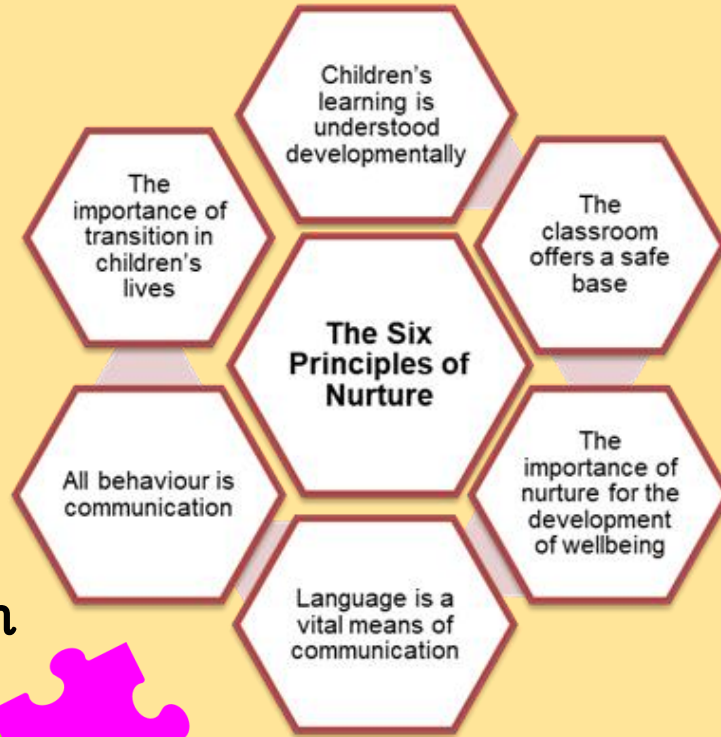 Children's
learning is
understood
developmentally
The
classroom
offers a safe
base
The
importance of
nurture for the
development
of wellbeing
Language is a
vital means of
communication
All behaviour is
communication
The
importance of
transition in
children's
lives
The Six
Principles of
Nurture